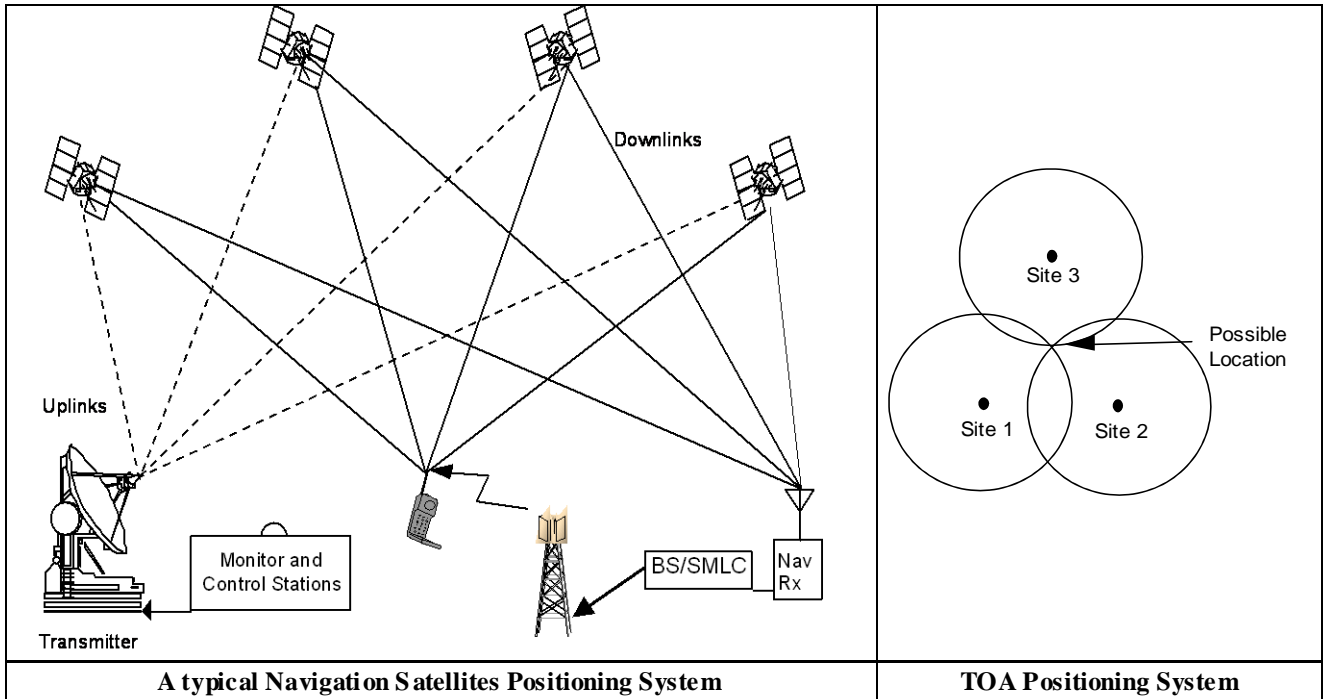 Downlinks
Uplinks
Monitor and
Control Stations
Transmitter
BS/SMLC
Nav
Rx
A typical Navigation Satellites Positioning System
Site 3
Possible
Location
Site 1
Site 2
TOA Positioning System